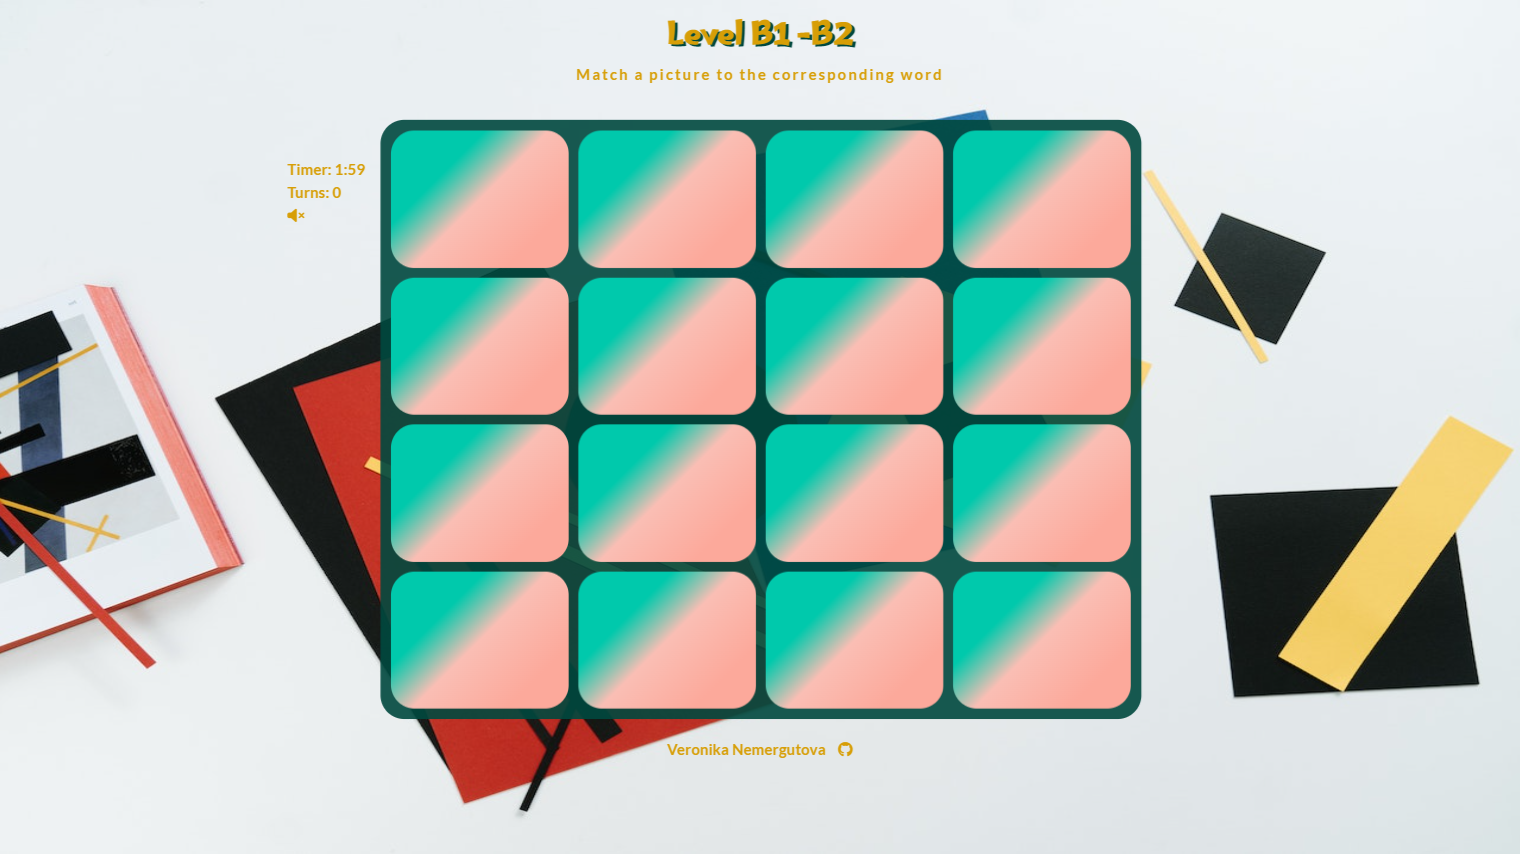 Level B1 -B2
Match a picture to the corresponding word
Timer: 1:59
Turns: 0
Veronika Nemergutova